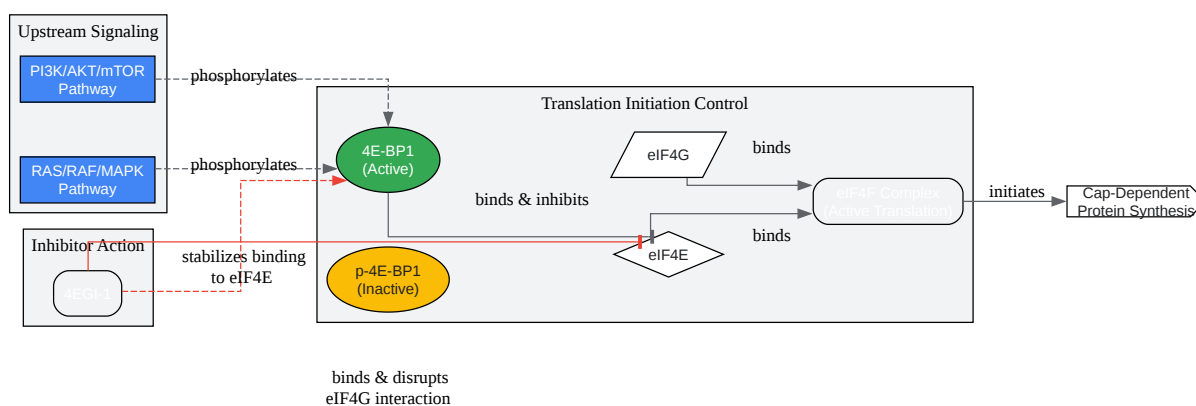 Upstream Signaling
PI3K/AKT/mTOR
Pathway
phosphorylates
RAS/RAF/MAPK
Pathway
phosphorylates
Inhibitor Action
4EGI-1
stabilizes binding
to eIF4E
Translation Initiation Control
4E-BP1
(Active)
eIF4G
binds
binds & inhibits
eIF4F Complex
(Active Translation)
initiates
Cap-Dependent
Protein Synthesis
binds
eIF4E
p-4E-BP1
(Inactive)
binds & disrupts
eIF4G interaction